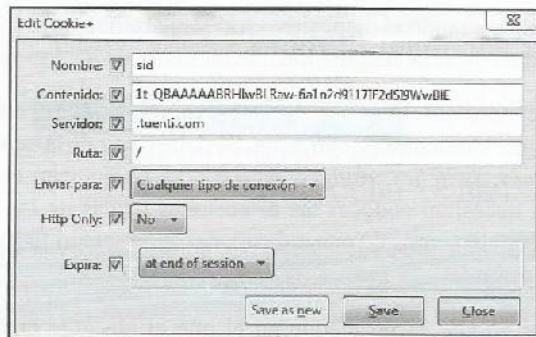 Edit Cookie+
Nombre: sid
Contenido:
Servidor: .tuenti.com
Ruta: /
Enviar para: Cualquier tipo de conexión
Http Only: No
Expira: at end of session
Save as new Save Close